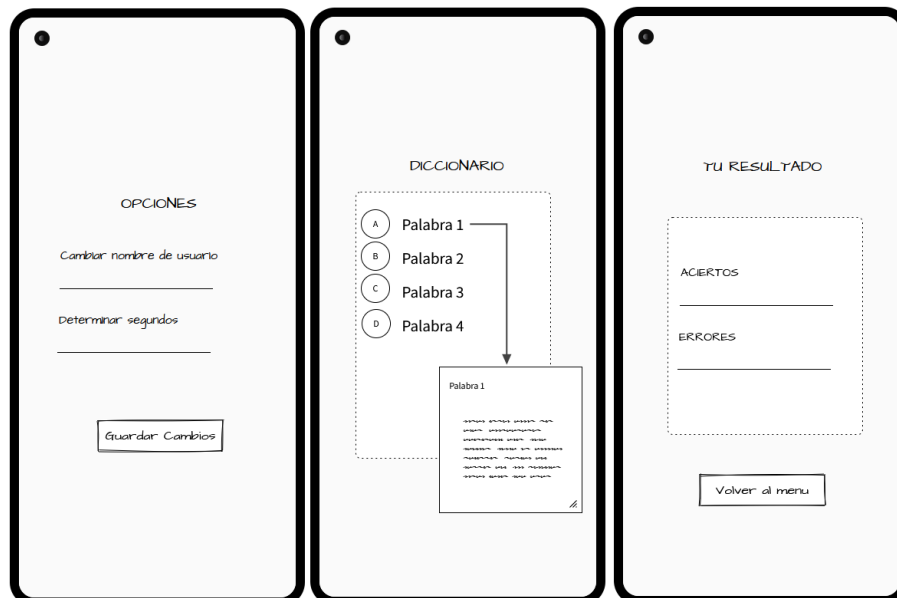 OPCIONES
Cambiar nombre de usuario
Determinar segundos
Guardar Cambios
DICCIONARIO
A Palabra 1
B Palabra 2
C Palabra 3
D Palabra 4
Palabra 1
TU RESULTADO
ACIERTOS
ERRORES
Volver al menu